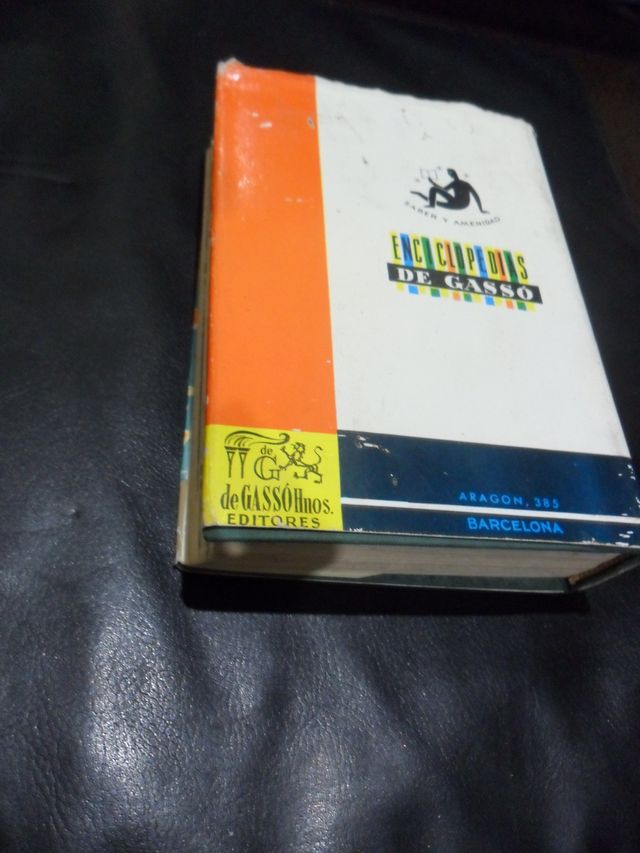 SABER Y AMENIDAD
ENCICLOPEDIAS
DE GASSÓ
de
G
de GASSÓ Hnos.
EDITORES
ARAGON, 385
BARCELONA